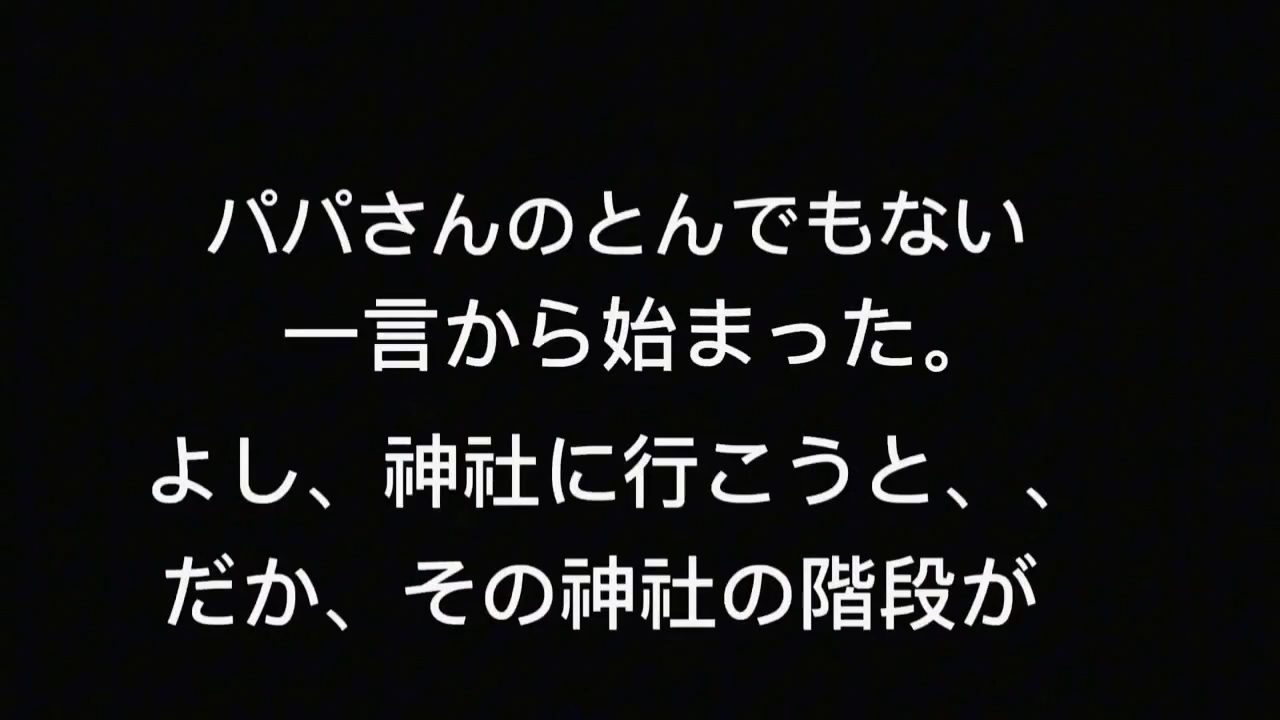 パパさんのとんでもない
一言から始まった。
よし、神社に行こうと、、
だか、その神社の階段が